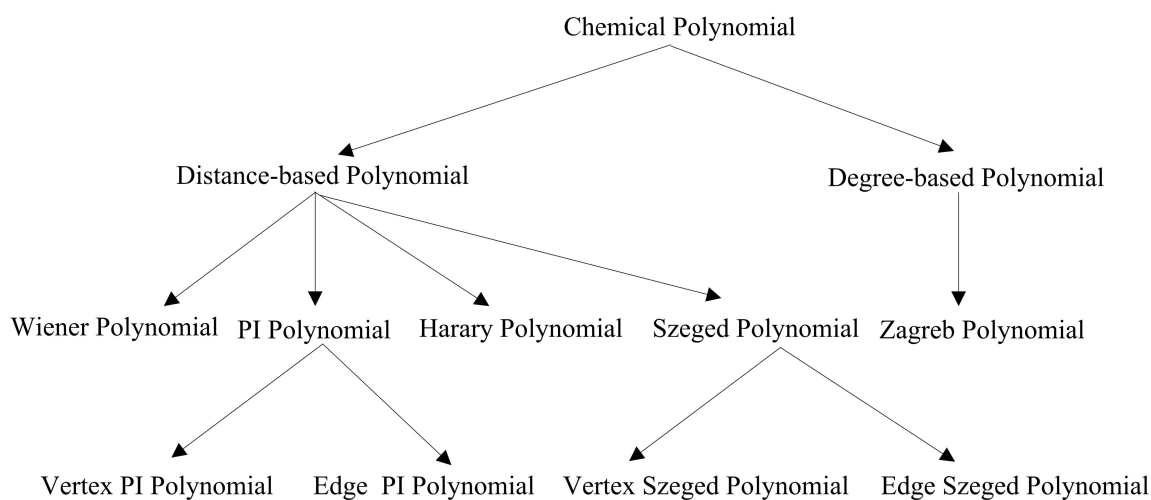 Chemical Polynomial
Distance-based Polynomial
Degree-based Polynomial
Wiener Polynomial
PI Polynomial
Harary Polynomial
Szeged Polynomial
Zagreb Polynomial
Vertex PI Polynomial
Edge PI Polynomial
Vertex Szeged Polynomial
Edge Szeged Polynomial